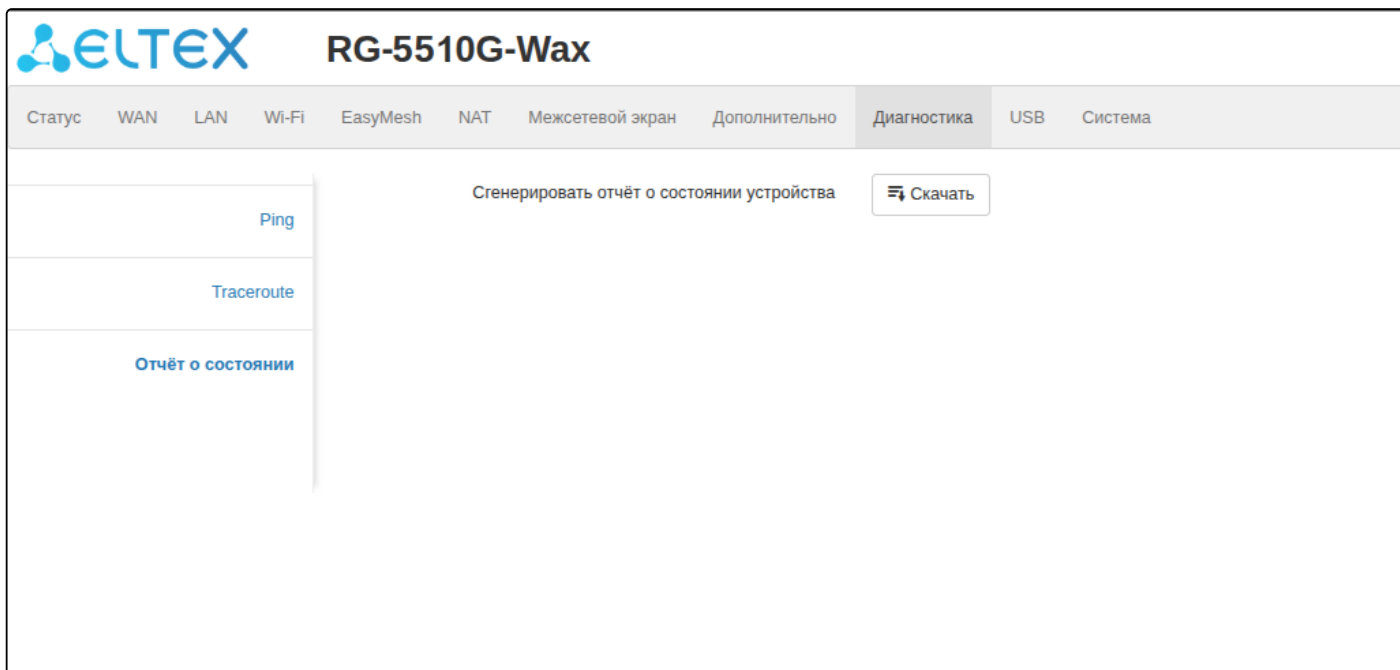 ELTEX RG-5510G-Wax
Статус WAN LAN Wi-Fi EasyMesh NAT Межсетевой экран Дополнительно Диагностика USB Система
Сгенерировать отчёт о состоянии устройства Скачать
Ping
Traceroute
Отчёт о состоянии